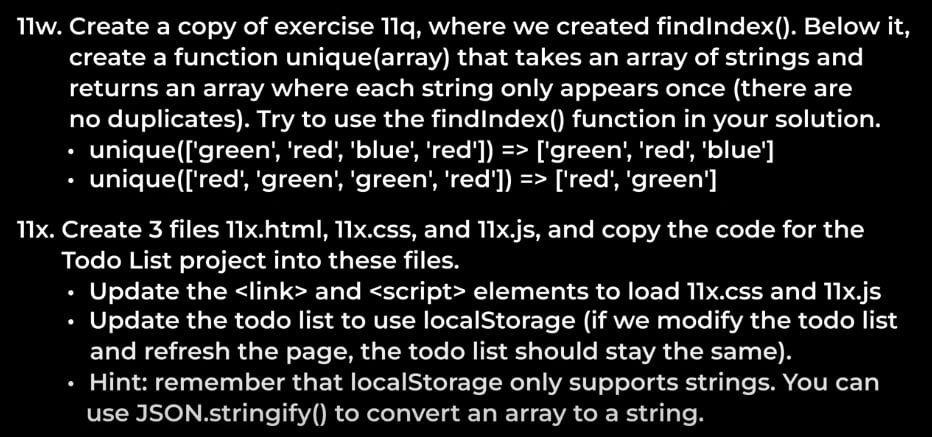 11w. Create a copy of exercise 11q, where we created findIndex(). Below it,
create a function unique(array) that takes an array of strings and
returns an array where each string only appears once (there are
no duplicates). Try to use the findIndex() function in your solution.
• unique(['green', 'red', 'blue', 'red']) => ['green', 'red', 'blue']
• unique(['red', 'green', 'green', 'red']) => ['red', 'green']
11x. Create 3 files 11x.html, 11x.css, and 11x.js, and copy the code for the
Todo List project into these files.
• Update the <link> and <script> elements to load 11x.css and 11x.js
• Update the todo list to use localStorage (if we modify the todo list
and refresh the page, the todo list should stay the same).
• Hint: remember that localStorage only supports strings. You can
use JSON.stringify() to convert an array to a string.